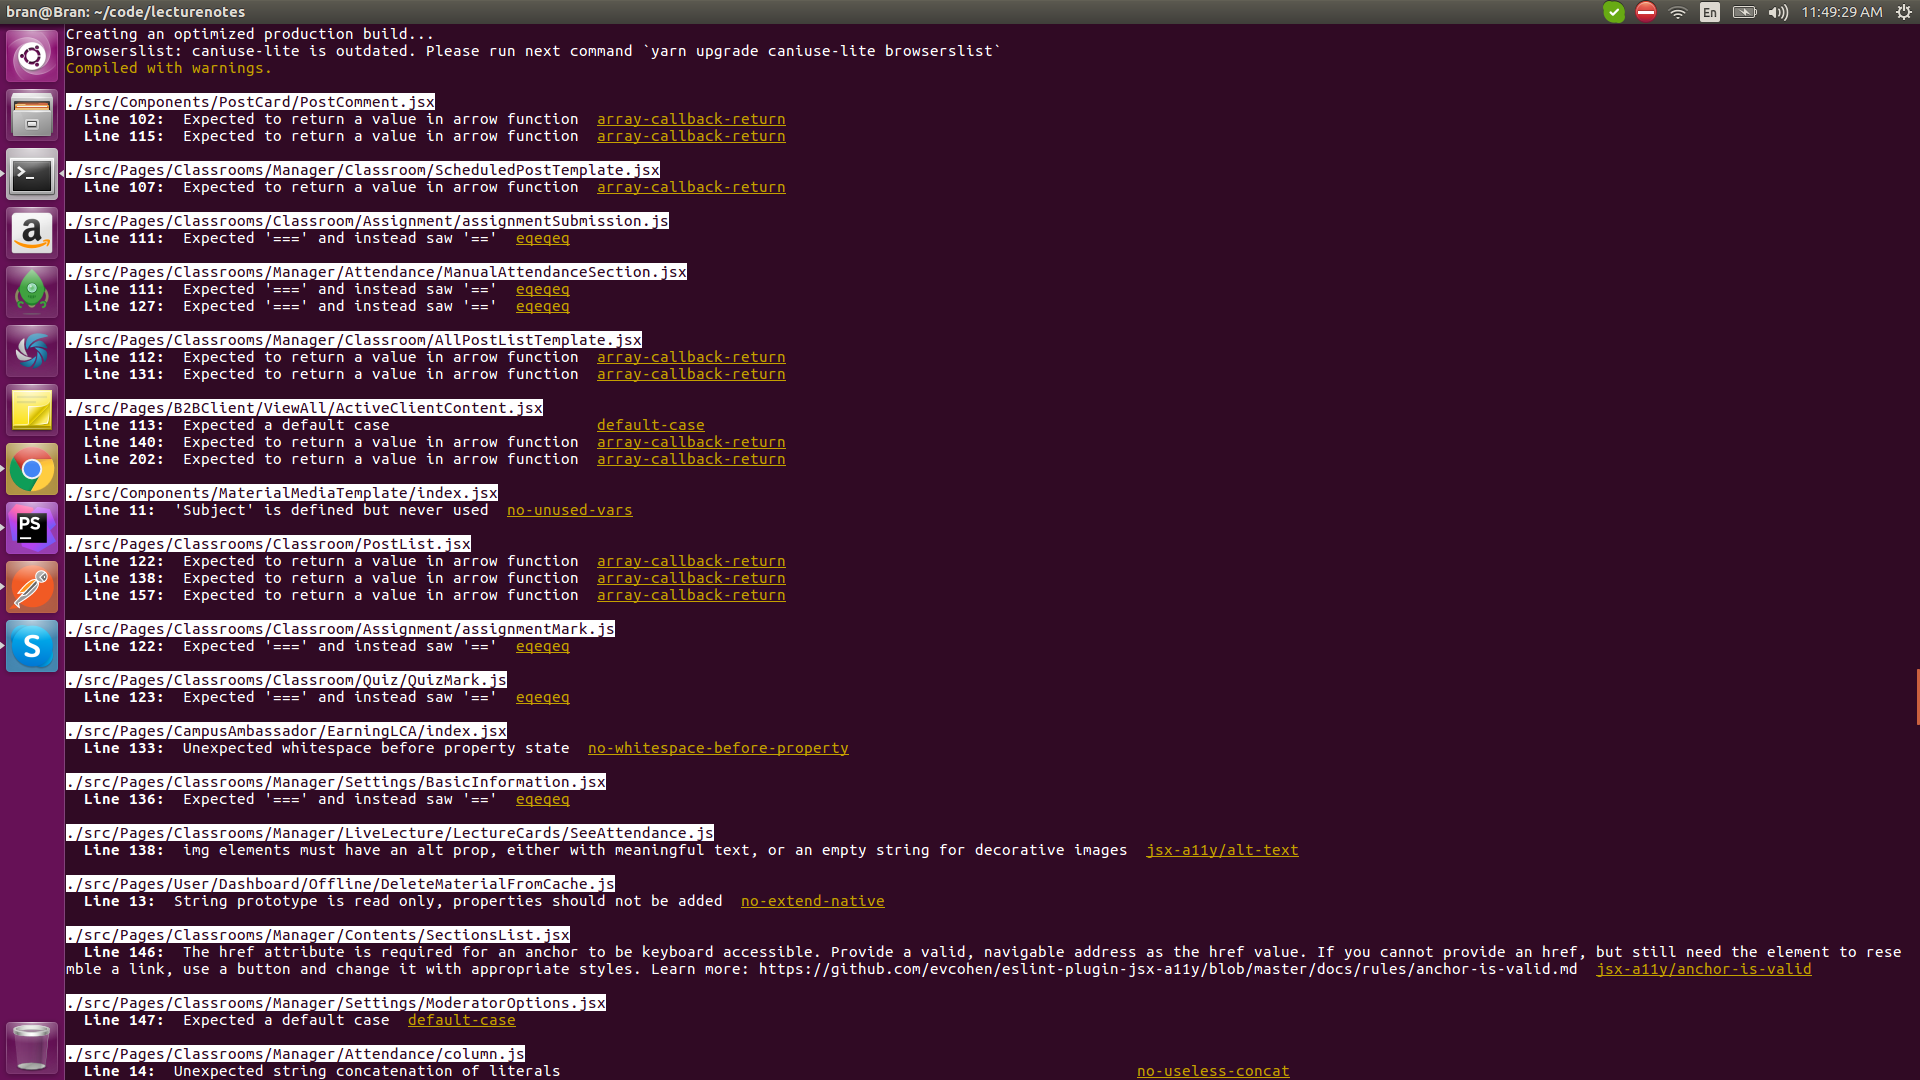 bran@Bran: ~/code/lecturenotes
En
11:49:29 AM
Creating an optimized production build...
Browserslist: caniuse-lite is outdated. Please run next command `yarn upgrade caniuse-lite browserslist`
Compiled with warnings.
./src/Components/PostCard/PostComment.jsx
Line 102:  Expected to return a value in arrow function  array-callback-return
Line 115:  Expected to return a value in arrow function  array-callback-return
./src/Pages/Classrooms/Manager/Classroom/ScheduledPostTemplate.jsx
Line 107:  Expected to return a value in arrow function  array-callback-return
./src/Pages/Classrooms/Classroom/Assignment/assignmentSubmission.js
Line 111:  Expected '===' and instead saw '=='  eqeqeq
./src/Pages/Classrooms/Manager/Attendance/ManualAttendanceSection.jsx
Line 111:  Expected '===' and instead saw '=='  eqeqeq
Line 127:  Expected '===' and instead saw '=='  eqeqeq
./src/Pages/Classrooms/Manager/Classroom/AllPostListTemplate.jsx
Line 112:  Expected to return a value in arrow function  array-callback-return
Line 131:  Expected to return a value in arrow function  array-callback-return
./src/Pages/B2BClient/ViewAll/ActiveClientContent.jsx
Line 113:  Expected a default case  default-case
Line 140:  Expected to return a value in arrow function  array-callback-return
Line 202:  Expected to return a value in arrow function  array-callback-return
./src/Components/MaterialMediaTemplate/index.jsx
Line 11:  'Subject' is defined but never used  no-unused-vars
./src/Pages/Classrooms/Classroom/PostList.jsx
Line 122:  Expected to return a value in arrow function  array-callback-return
Line 138:  Expected to return a value in arrow function  array-callback-return
Line 157:  Expected to return a value in arrow function  array-callback-return
./src/Pages/Classrooms/Classroom/Assignment/assignmentMark.js
Line 122:  Expected '===' and instead saw '=='  eqeqeq
./src/Pages/Classrooms/Classroom/Quiz/QuizMark.js
Line 123:  Expected '===' and instead saw '=='  eqeqeq
./src/Pages/CampusAmbassador/EarningLCA/index.jsx
Line 133:  Unexpected whitespace before property state  no-whitespace-before-property
./src/Pages/Classrooms/Manager/Settings/BasicInformation.jsx
Line 136:  Expected '===' and instead saw '=='  eqeqeq
./src/Pages/Classrooms/Manager/LiveLecture/LectureCards/SeeAttendance.js
Line 138:  img elements must have an alt prop, either with meaningful text, or an empty string for decorative images  jsx-a11y/alt-text
./src/Pages/User/Dashboard/Offline/DeleteMaterialFromCache.js
Line 13:  String prototype is read only, properties should not be added  no-extend-native
./src/Pages/Classrooms/Manager/Contents/SectionsList.jsx
Line 146:  The href attribute is required for an anchor to be keyboard accessible. Provide a valid, navigable address as the href value. If you cannot provide an href, but still need the element to rese
mble a link, use a button and change it with appropriate styles. Learn more: https://github.com/evcohen/eslint-plugin-jsx-a11y/blob/master/docs/rules/anchor-is-valid.md  jsx-a11y/anchor-is-valid
./src/Pages/Classrooms/Manager/Settings/ModeratorOptions.jsx
Line 147:  Expected a default case  default-case
./src/Pages/Classrooms/Manager/Attendance/column.js
Line 14:  Unexpected string concatenation of literals  no-useless-concat
a
PS
S